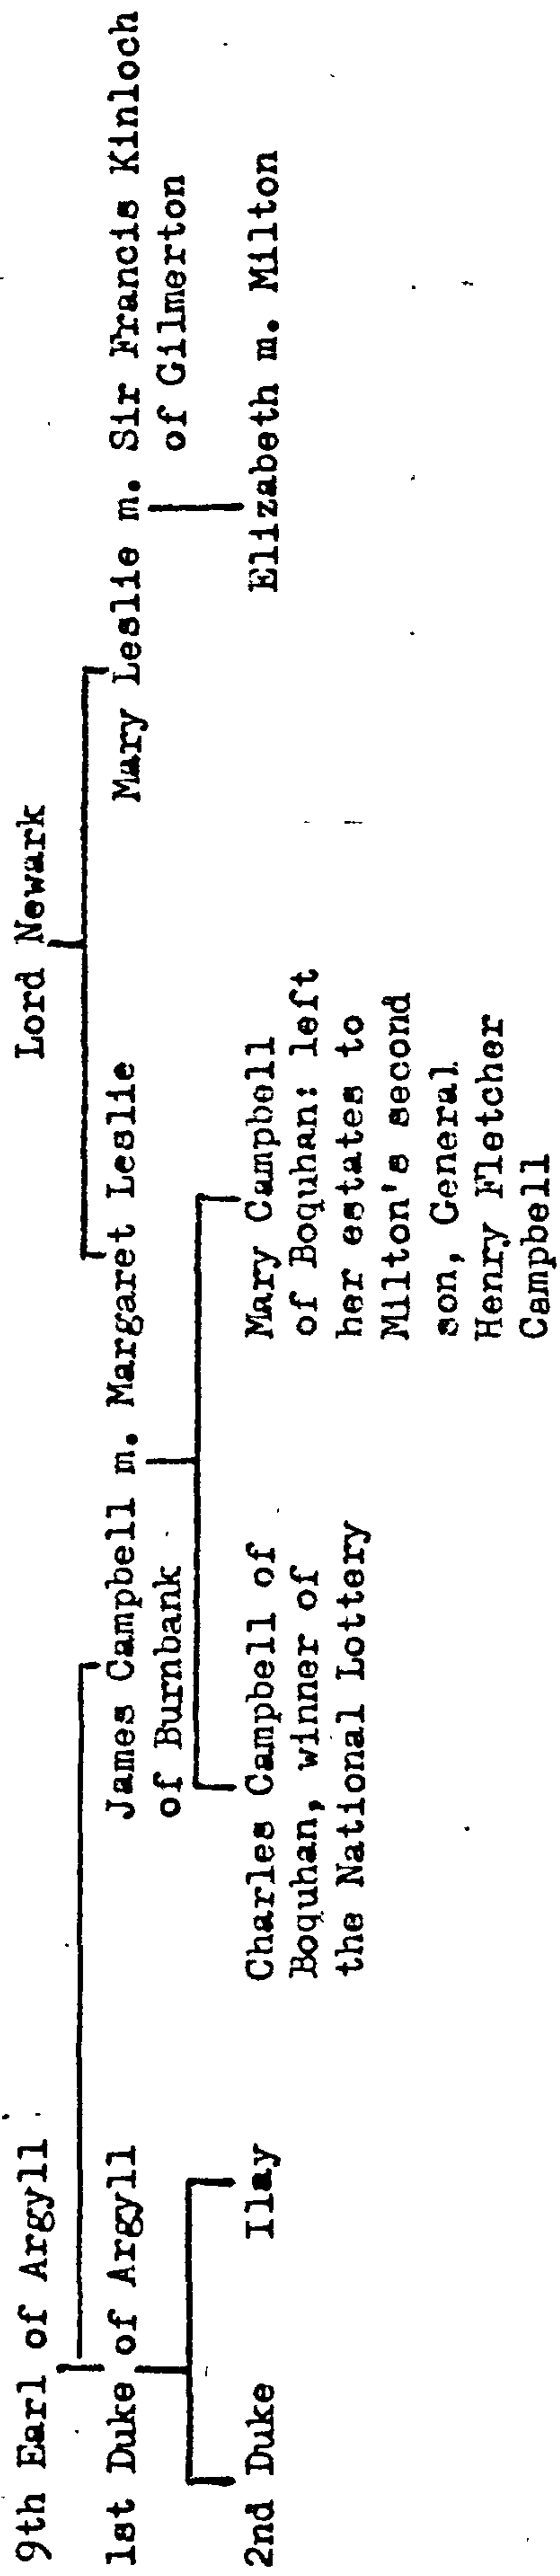 9th Earl of Argyll
Lord Newark
1st Duke of Argyll
James Campbell m. Margaret Leslie
of Burnbank
Mary Leslie m. Sir Francis Kinloch
of Gilmerton
2nd Duke
Ilay
Charles Campbell of
Boquhan, winner of
the National Lottery
Mary Campbell
of Boquhan: left
her estates to
Milton's second
son, General
Henry Fletcher
Campbell
Elizabeth m. Milton